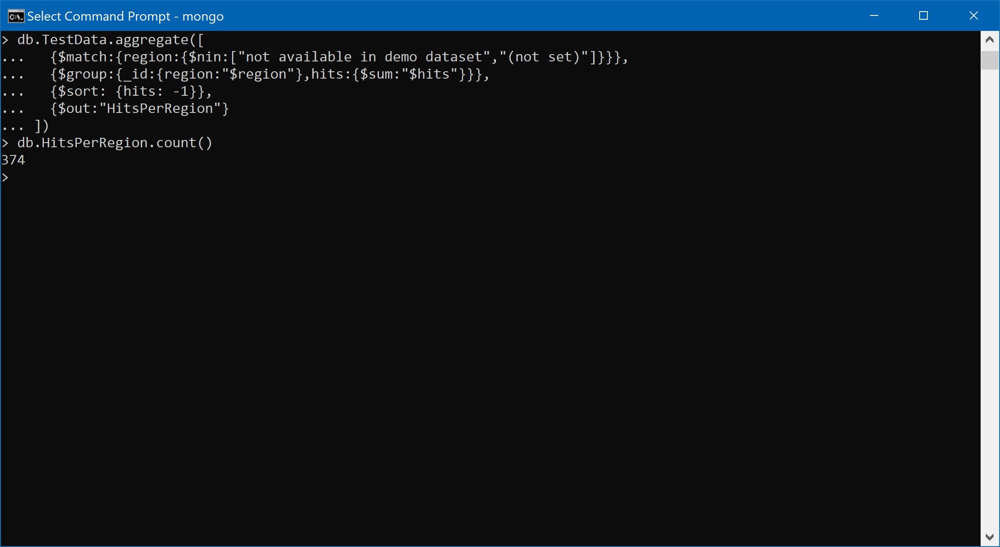 Select Command Prompt - mongo
> db.TestData.aggregate([
...   {$match:{region:{$nin:["not available in demo dataset","(not set)"]}}},
...   {$group:{_id:{region:"$region"},hits:{$sum:"$hits"}}},
...   {$sort: {hits: -1}},
...   {$out:"HitsPerRegion"}
... ])
> db.HitsPerRegion.count()
374
>